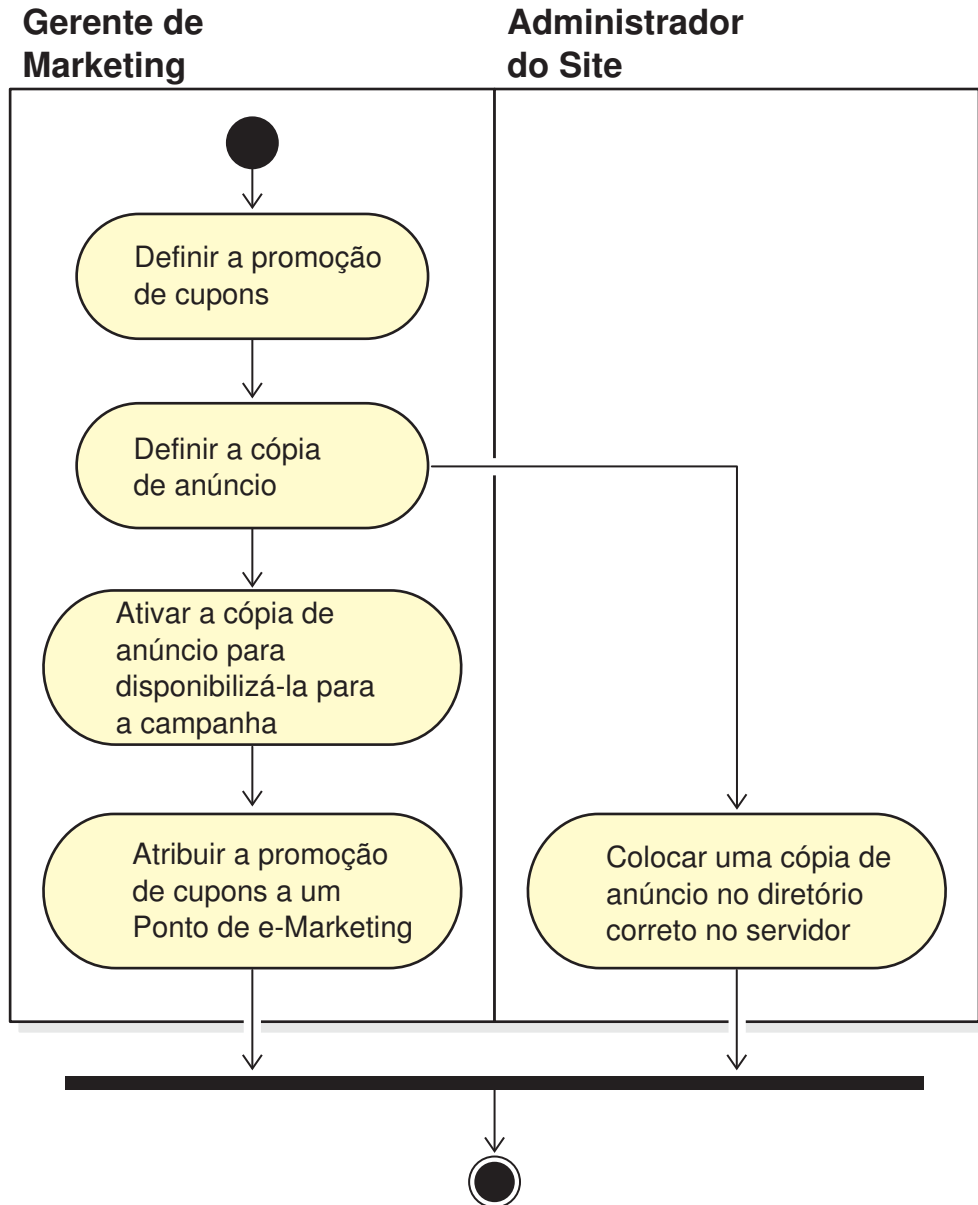 Gerente de
Marketing
Administrador
do Site
Definir a promoção
de cupons
Definir a cópia
de anúncio
Ativar a cópia de
anúncio para
disponibilizá-la para
a campanha
Atribuir a promoção
de cupons a um
Ponto de e-Marketing
Colocar uma cópia de
anúncio no diretório
correto no servidor